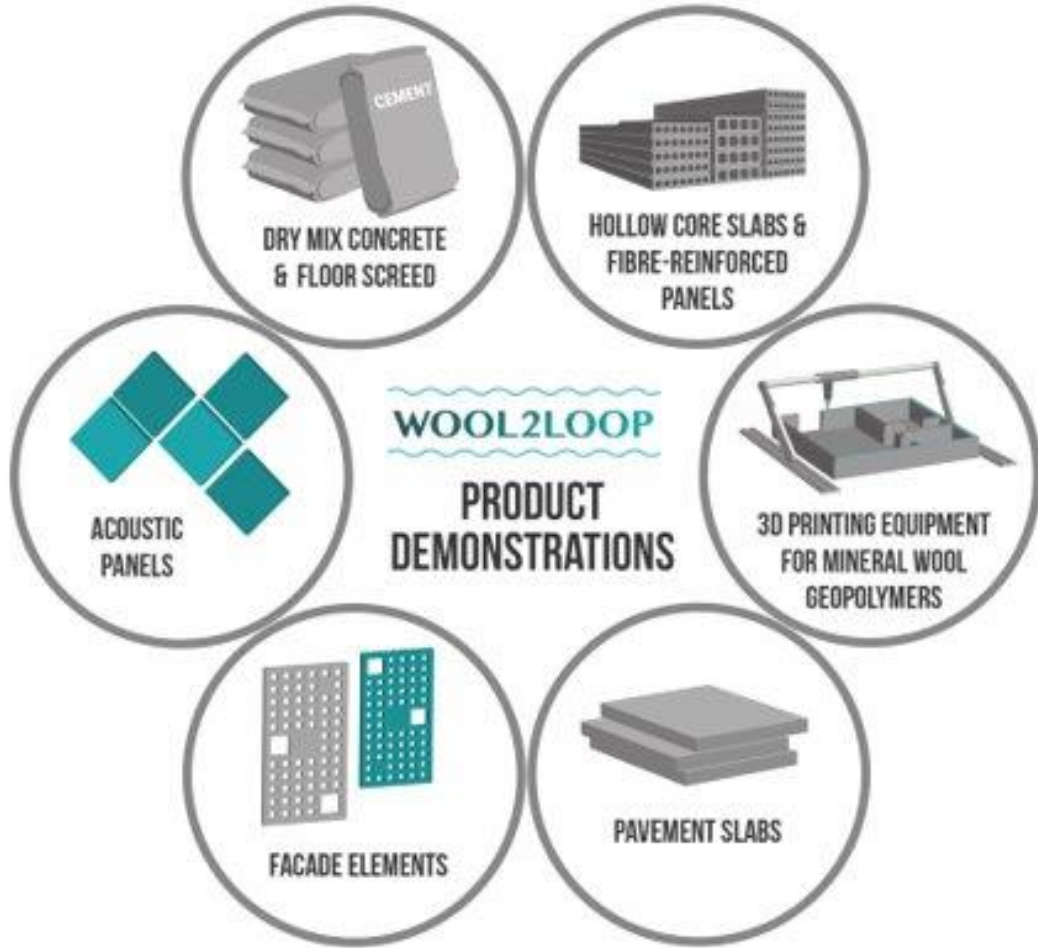 CEMENT
DRY MIX CONCRETE
& FLOOR SCREED
HOLLOW CORE SLABS &
FIBRE-REINFORCED
PANELS
WOOL2LOOP
PRODUCT
DEMONSTRATIONS
ACOUSTIC
PANELS
3D PRINTING EQUIPMENT
FOR MINERAL WOOL
GEOPOLYMERS
FACADE ELEMENTS
PAVEMENT SLABS